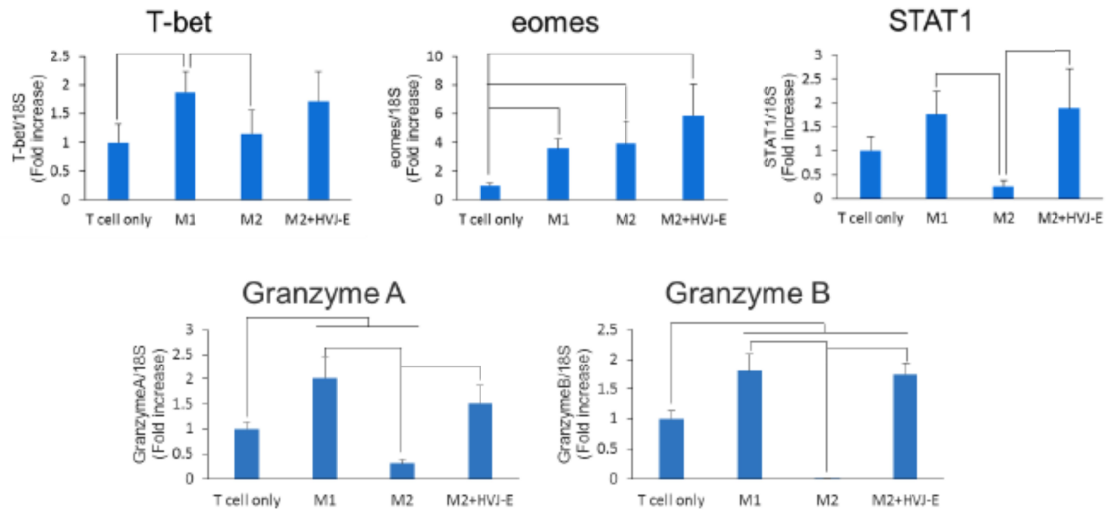 T-bet
T-bet/18S
(Fold increase)
2.5
2
1.5
1
0.5
0
T cell only M1 M2 M2+HVJ-E
eomes
eomes/18S
(Fold increase)
10
8
6
4
2
0
T cell only M1 M2 M2+HVJ-E
STAT1
STAT1/18S
(Fold increase)
3
2.5
2
1.5
1
0.5
0
T cell only M1 M2 M2+HVJ-E
Granzyme A
GranzymeA/18S
(Fold increase)
3
2.5
2
1.5
1
0.5
0
T cell only M1 M2 M2+HVJ-E
Granzyme B
GranzymeB/18S
(Fold increase)
2.5
2
1.5
1
0.5
0
T cell only M1 M2 M2+HVJ-E